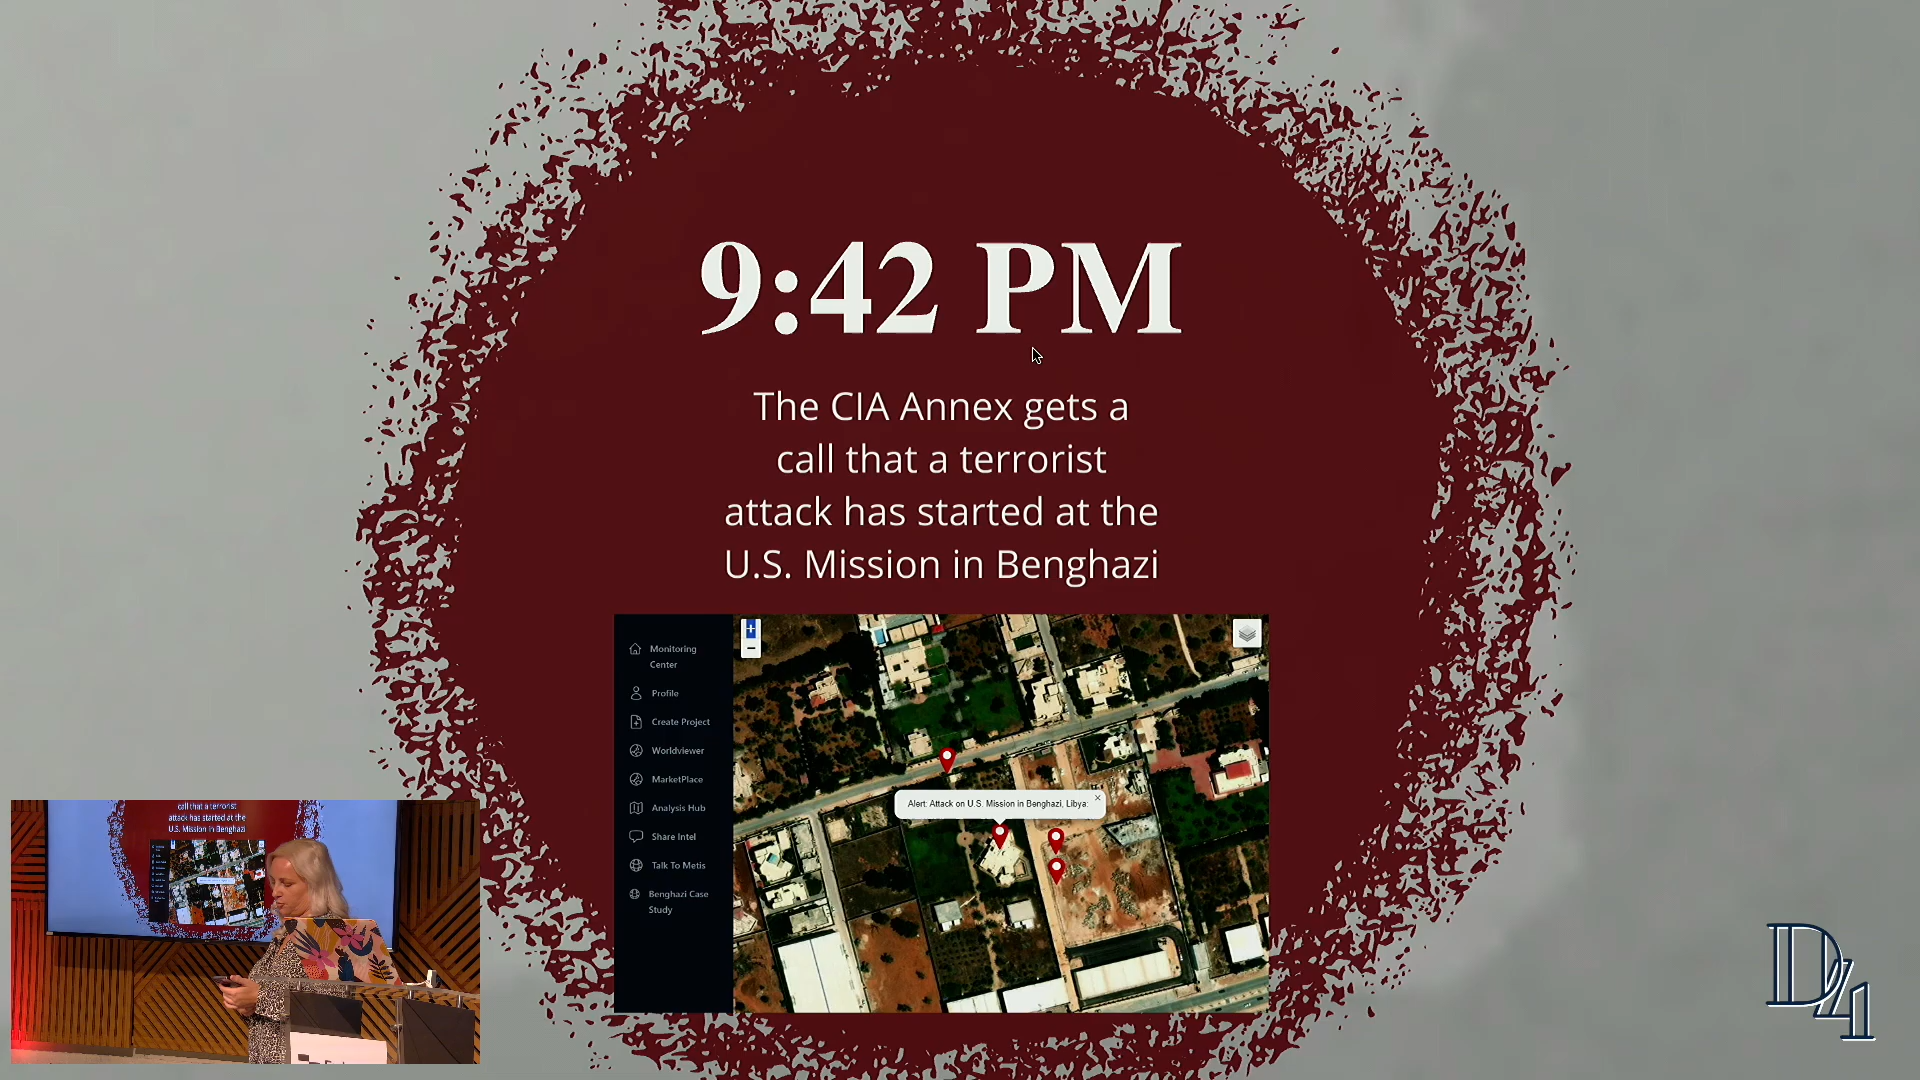 9:42 PM
The CIA Annex gets a
call that a terrorist
attack has started at the
U.S. Mission in Benghazi
+
−
Monitoring
Center
Profile
Create Project
Worldviewer
MarketPlace
Analysis Hub
Share Intel
Talk To Metis
Benghazi Case
Study
Alert: Attack on U.S. Mission in Benghazi, Libya:
×
call that a terrorist
attack has started at the
U.S. Mission in Benghazi
D4